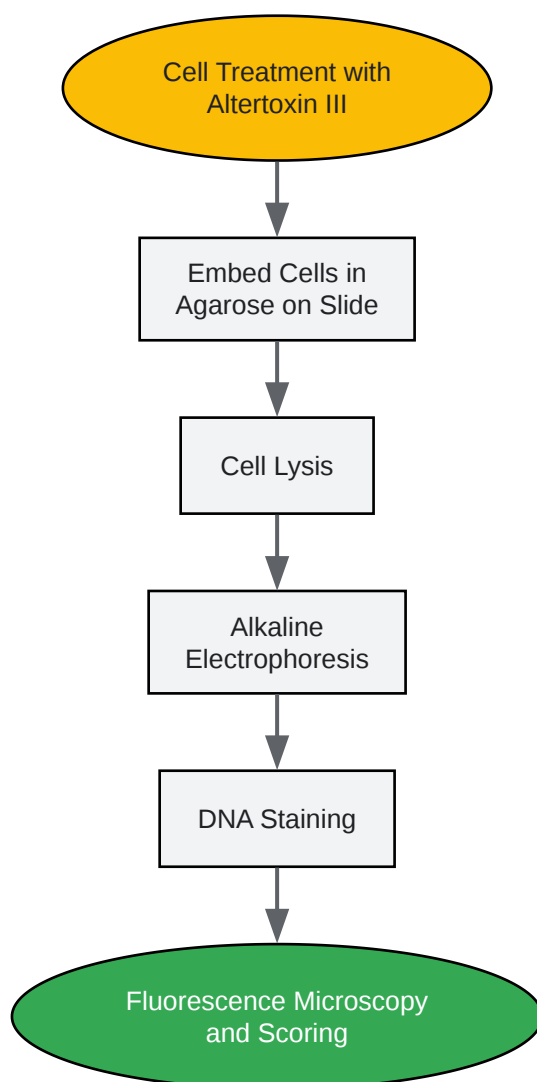 Cell Treatment with
Altertoxin III
Embed Cells in
Agarose on Slide
Cell Lysis
Alkaline
Electrophoresis
DNA Staining
Fluorescence Microscopy
and Scoring